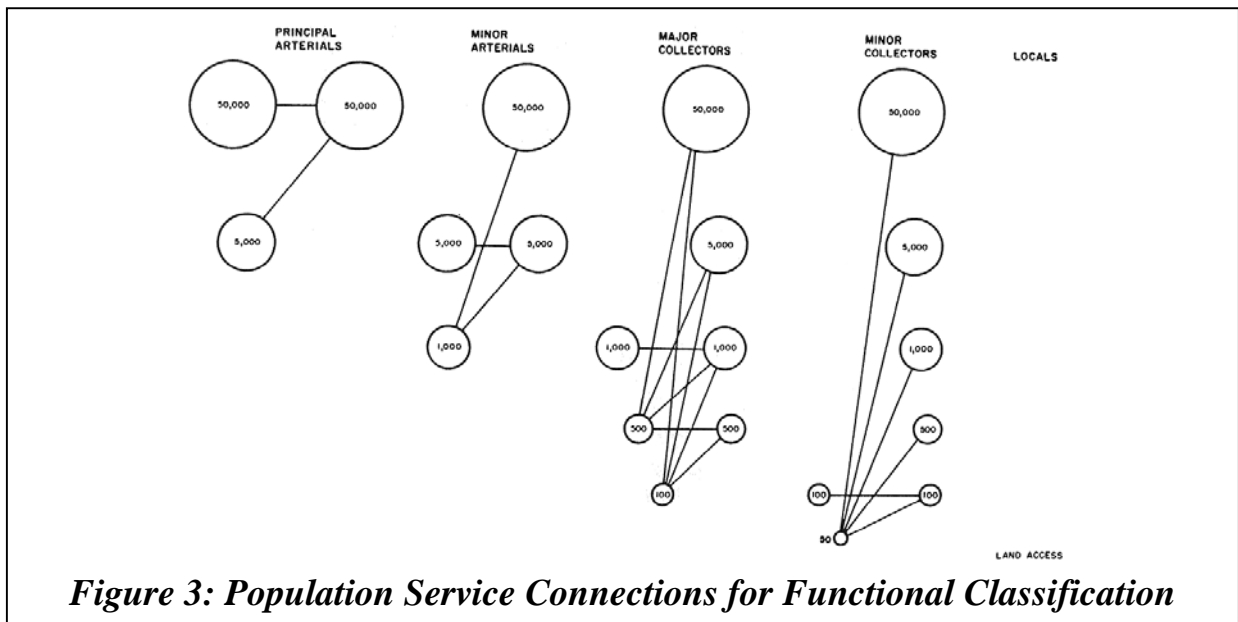 PRINCIPAL
ARTERIALS
MINOR
ARTERIALS
MAJOR
COLLECTORS
MINOR
COLLECTORS
LOCALS
50,000
50,000
50,000
50,000
50,000
5,000
5,000
5,000
5,000
5,000
1,000
1,000
1,000
1,000
500
500
500
100
100
100
50
LAND ACCESS
Figure 3: Population Service Connections for Functional Classification